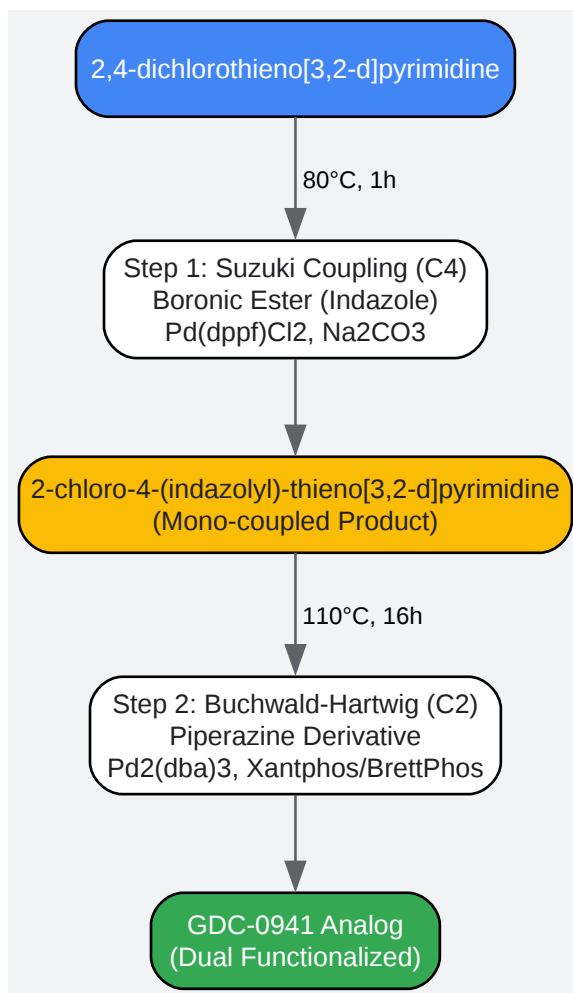 2,4-dichlorothieno[3,2-d]pyrimidine
80°C, 1h
Step 1: Suzuki Coupling (C4)
Boronic Ester (Indazole)
Pd(dppf)Cl2, Na2CO3
2-chloro-4-(indazolyl)-thieno[3,2-d]pyrimidine
(Mono-coupled Product)
110°C, 16h
Step 2: Buchwald-Hartwig (C2)
Piperazine Derivative
Pd2(dba)3, Xantphos/BrettPhos
GDC-0941 Analog
(Dual Functionalized)